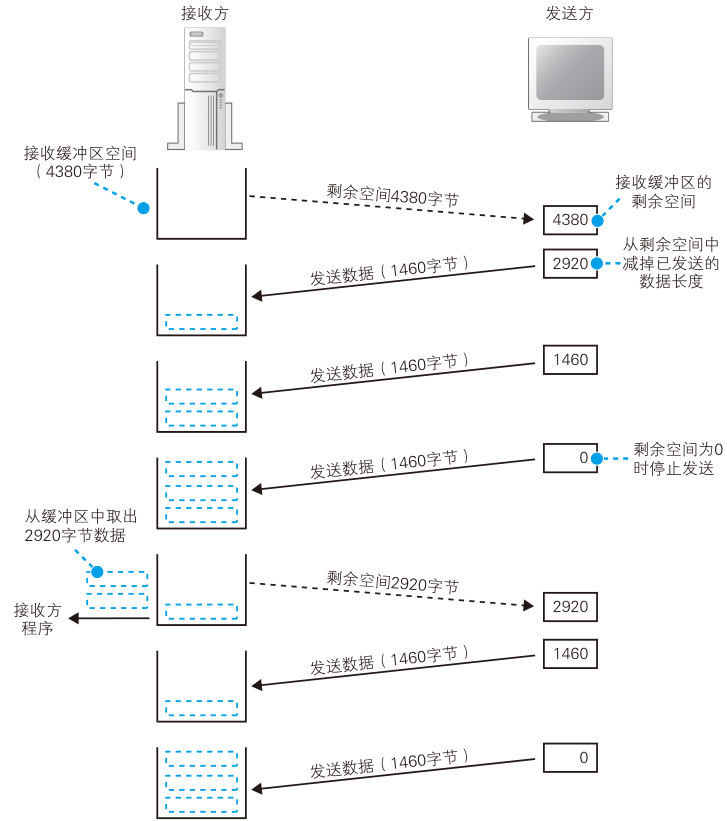 接收方
发送方
接收缓冲区空间
（4380字节）
剩余空间4380字节
接收缓冲区的
剩余空间
4380
从剩余空间中
减掉已发送的
数据长度
2920
发送数据（1460字节）
1460
发送数据（1460字节）
0
剩余空间为0
时停止发送
发送数据（1460字节）
从缓冲区中取出
2920字节数据
接收方
程序
剩余空间2920字节
2920
1460
发送数据（1460字节）
0
发送数据（1460字节）